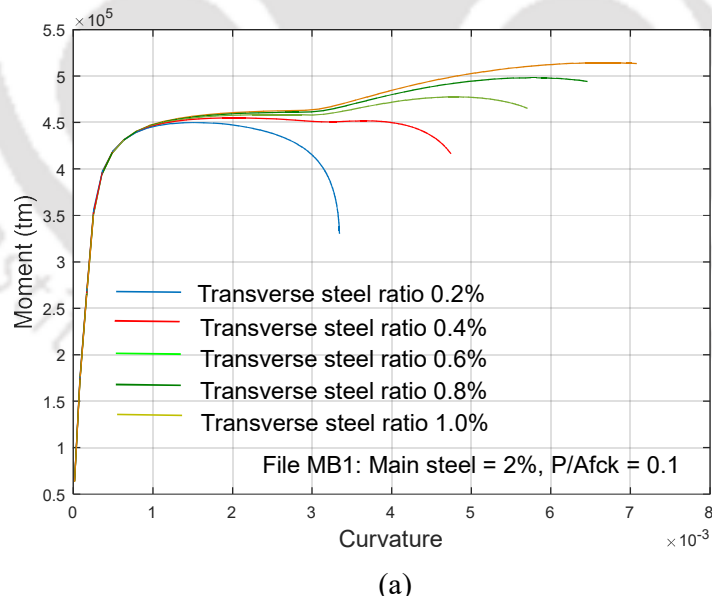 × 10⁵
5.5
5
4.5
4
3.5
3
2.5
2
1.5
1
0.5
Moment (tm)
Transverse steel ratio 0.2%
Transverse steel ratio 0.4%
Transverse steel ratio 0.6%
Transverse steel ratio 0.8%
Transverse steel ratio 1.0%
File MB1: Main steel = 2%, P/Afck = 0.1
0 1 2 3 4 5 6 7 8
Curvature
× 10⁻³
(a)